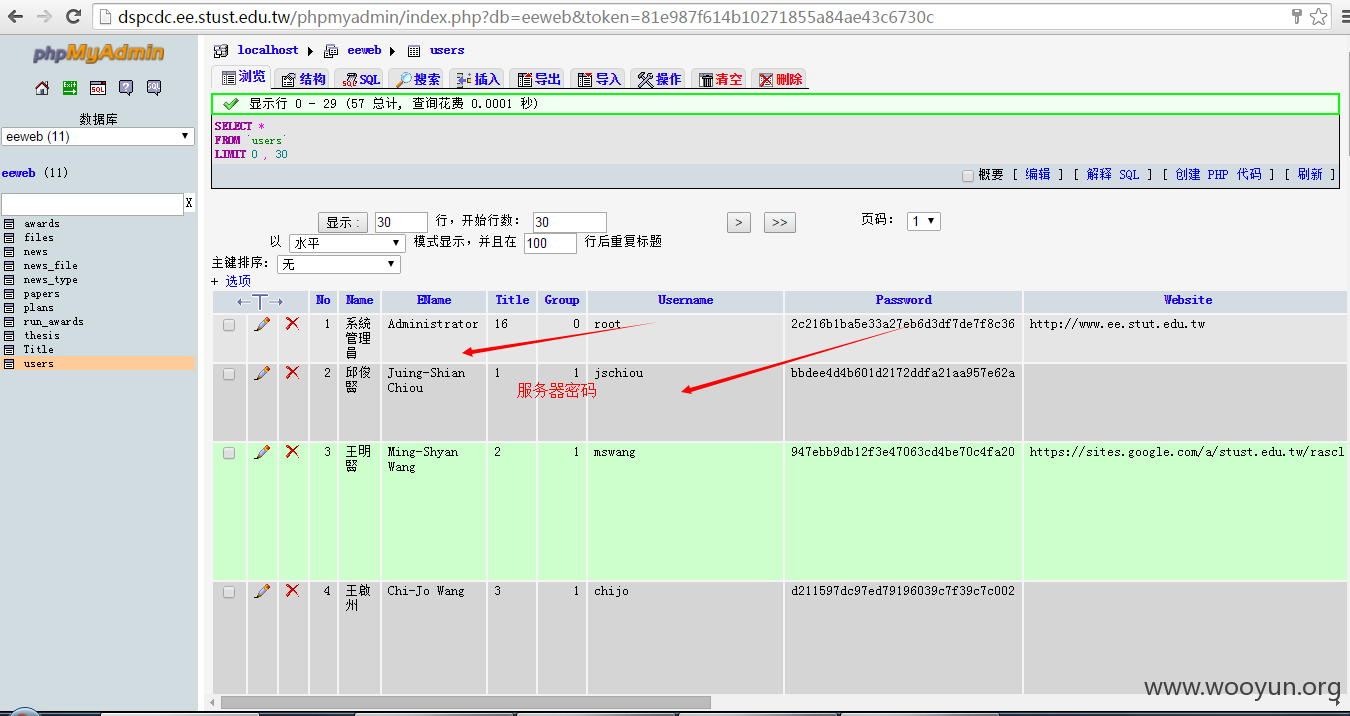 dspcdc.ee.stust.edu.tw/phpmyadmin/index.php?db=eeweb&token=81e987f614b10271855a84ae43c6730c
phpMyAdmin
EXIT
SQL
?
SQL
数据库
eeweb (11)
eeweb (11)
X
awards
files
news
news_file
news_type
papers
plans
run_awards
thesis
Title
users
localhost eeweb users
浏览 结构 SQL 搜索 插入 导出 导入 操作 清空 删除
显示行 0 - 29 (57 总计, 查询花费 0.0001 秒)
SELECT *
FROM `users`
LIMIT 0 , 30
概要 [ 编辑 ] [ 解释 SQL ] [ 创建 PHP 代码 ] [ 刷新 ]
显示 : 30 行,开始行数: 30 > >> 页码: 1
以 水平 模式显示,并且在 100 行后重复标题
主键排序: 无
+ 选项
←T→ No Name EName Title Group Username Password Website
1 系統管理員 Administrator 16 0 root 2c216b1ba5e33a27eb6d3df7de7f8c36 http://www.ee.stut.edu.tw
2 邱俊賢 Juing-Shian Chiou 1 1 jschiou bbdee4d4b601d2172ddfa21aa957e62a
服务器密码
3 王明賢 Ming-Shyan Wang 2 1 mswang 947ebb9db12f3e47063cd4be70c4fa20 https://sites.google.com/a/stust.edu.tw/rascl
4 王啟州 Chi-Jo Wang 3 1 chijo d211597dc97ed79196039c7f39c7c002
www.wooyun.org